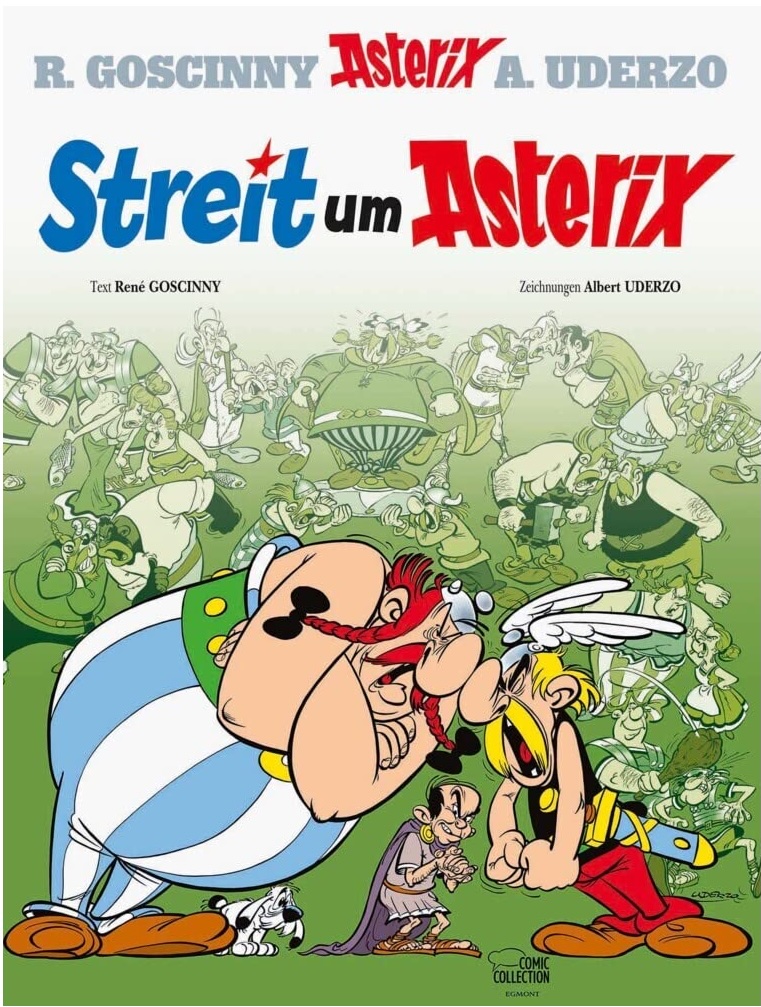 R. GOSCINNY Asterix A. UDERZO
Streit um Asterix
Text René GOSCINNY
Zeichnungen Albert UDERZO
UDERZO
COMIC
COLLECTION
EGMONT